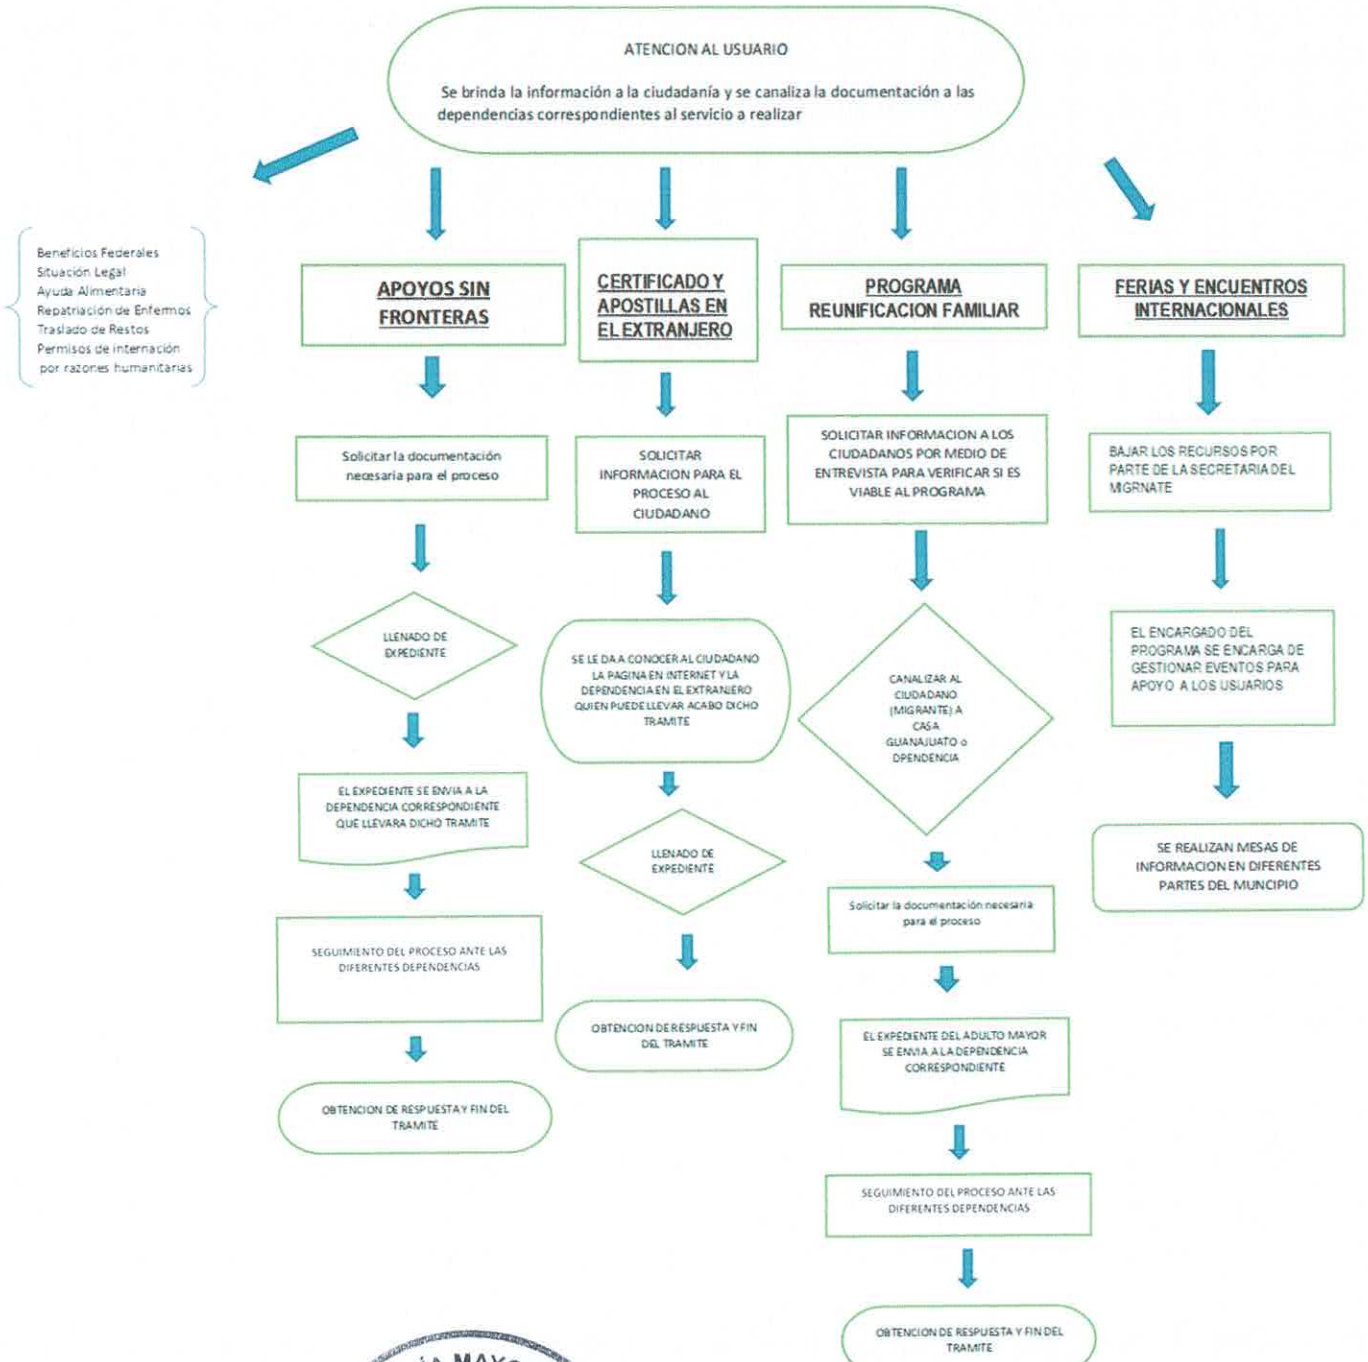 ATENCION AL USUARIO
Se brinda la información a la ciudadanía y se canaliza la documentación a las
dependencias correspondientes al servicio a realizar
Beneficios Federales
Situación Legal
Ayuda Alimentaria
Repatriación de Enfermos
Traslado de Restos
Permisos de internación
por razones humanitarias
APOYOS SIN
FRONTERAS
Solicitar la documentación
necesaria para el proceso
LLENADO DE
EXPEDIENTE
EL EXPEDIENTE SE ENVIA A LA
DEPENDENCIA CORRESPONDIENTE
QUE LLEVARA DICHO TRAMITE
SEGUIMIENTO DEL PROCESO ANTE LAS
DIFERENTES DEPENDENCIAS
OBTENCION DE RESPUESTA Y FIN DEL
TRAMITE
CERTIFICADO Y
APOSTILLAS EN
EL EXTRANJERO
SOLICITAR
INFORMACION PARA EL
PROCESO AL
CIUDADANO
SE LE DA A CONOCER AL CIUDADANO
LA PAGINA EN INTERNET Y LA
DEPENDENCIA EN EL EXTRANJERO
QUIEN PUEDE LLEVAR ACABO DICHO
TRAMITE
LLENADO DE
EXPEDIENTE
OBTENCION DE RESPUESTA Y FIN
DEL TRAMITE
PROGRAMA
REUNIFICACION FAMILIAR
SOLICITAR INFORMACION A LOS
CIUDADANOS POR MEDIO DE
ENTREVISTA PARA VERIFICAR SI ES
VIABLE AL PROGRAMA
CANALIZAR AL
CIUDADANO
(MIGRANTE) A
CASA
GUANAJUATO o
DPENDENCIA
Solicitar la documentación necesaria
para el proceso
EL EXPEDIENTE DEL ADULTO MAYOR
SE ENVIA A LA DEPENDENCIA
CORRESPONDIENTE
SEGUIMIENTO DEL PROCESO ANTE LAS
DIFERENTES DEPENDENCIAS
OBTENCION DE RESPUESTA Y FIN DEL
TRAMITE
FERIAS Y ENCUENTROS
INTERNACIONALES
BAJAR LOS RECURSOS POR
PARTE DE LA SECRETARIA DEL
MIGRNATE
EL ENCARGADO DEL
PROGRAMA SE ENCARGA DE
GESTIONAR EVENTOS PARA
APOYO A LOS USUARIOS
SE REALIZAN MESAS DE
INFORMACION EN DIFERENTES
PARTES DEL MUNCIPIO